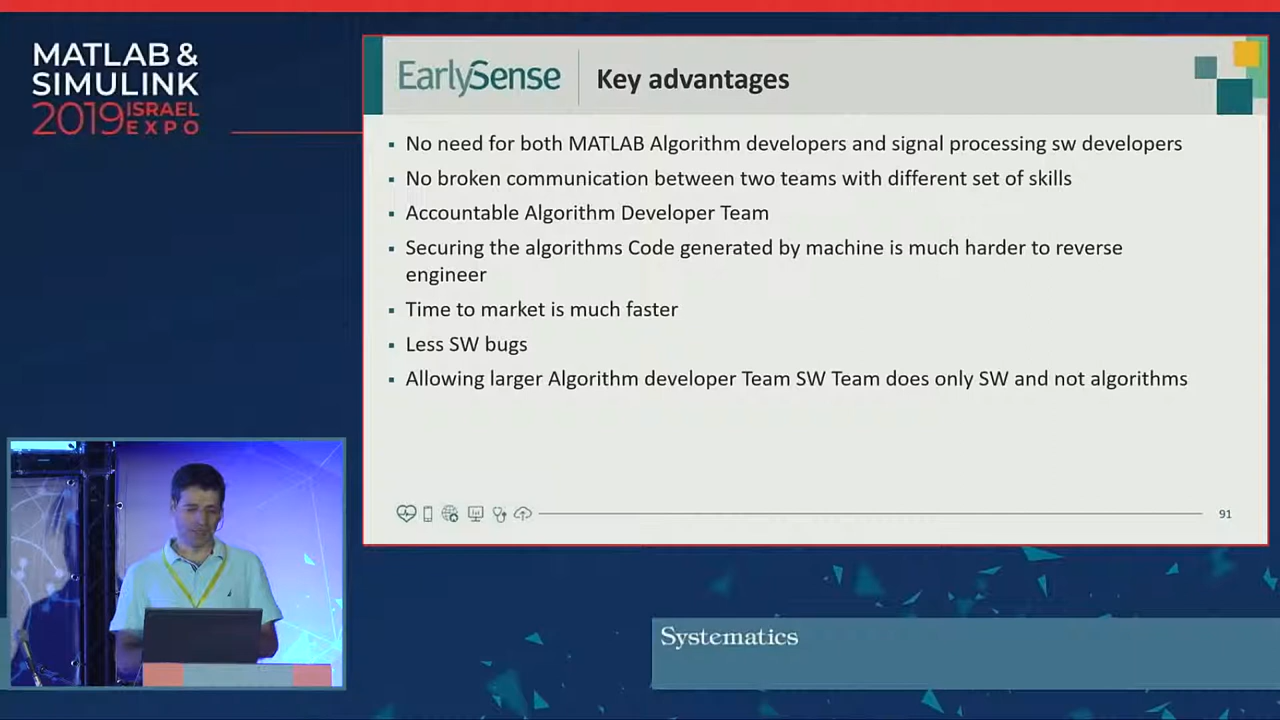 MATLAB &
SIMULINK
2019 ISRAEL
EXPO
EarlySense
Key advantages
No need for both MATLAB Algorithm developers and signal processing sw developers
No broken communication between two teams with different set of skills
Accountable Algorithm Developer Team
Securing the algorithms Code generated by machine is much harder to reverse
engineer
Time to market is much faster
Less SW bugs
Allowing larger Algorithm developer Team SW Team does only SW and not algorithms
91
Systematics